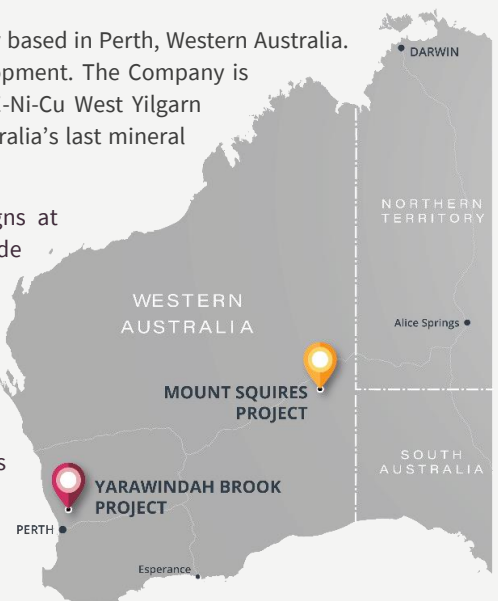 based in Perth, Western Australia.
opment. The Company is
-Ni-Cu West Yilgarn
ralia's last mineral
gns at
de
s
DARWIN
NORTHERN
TERRITORY
WESTERN
AUSTRALIA
Alice Springs
MOUNT SQUIRES
PROJECT
SOUTH
AUSTRALIA
YARAWINDAH BROOK
PROJECT
PERTH
Esperance